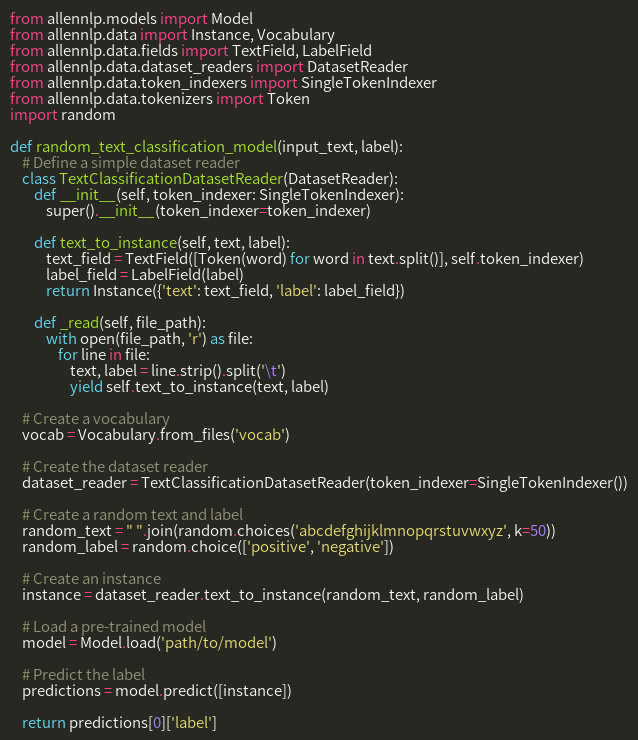 from allennlp.models import Model
from allennlp.data import Instance, Vocabulary
from allennlp.data.fields import TextField, LabelField
from allennlp.data.dataset_readers import DatasetReader
from allennlp.data.token_indexers import SingleTokenIndexer
from allennlp.data.tokenizers import Token
import random

def random_text_classification_model(input_text, label):
    # Define a simple dataset reader
    class TextClassificationDatasetReader(DatasetReader):
        def __init__(self, token_indexer: SingleTokenIndexer):
            super().__init__(token_indexer=token_indexer)

        def text_to_instance(self, text, label):
            text_field = TextField([Token(word) for word in text.split()], self.token_indexer)
            label_field = LabelField(label)
            return Instance({'text': text_field, 'label': label_field})

        def _read(self, file_path):
            with open(file_path, 'r') as file:
                for line in file:
                    text, label = line.strip().split('\t')
                    yield self.text_to_instance(text, label)

    # Create a vocabulary
    vocab = Vocabulary.from_files('vocab')

    # Create the dataset reader
    dataset_reader = TextClassificationDatasetReader(token_indexer=SingleTokenIndexer())

    # Create a random text and label
    random_text = " ".join(random.choices('abcdefghijklmnopqrstuvwxyz', k=50))
    random_label = random.choice(['positive', 'negative'])

    # Create an instance
    instance = dataset_reader.text_to_instance(random_text, random_label)

    # Load a pre-trained model
    model = Model.load('path/to/model')

    # Predict the label
    predictions = model.predict([instance])

    return predictions[0]['label']